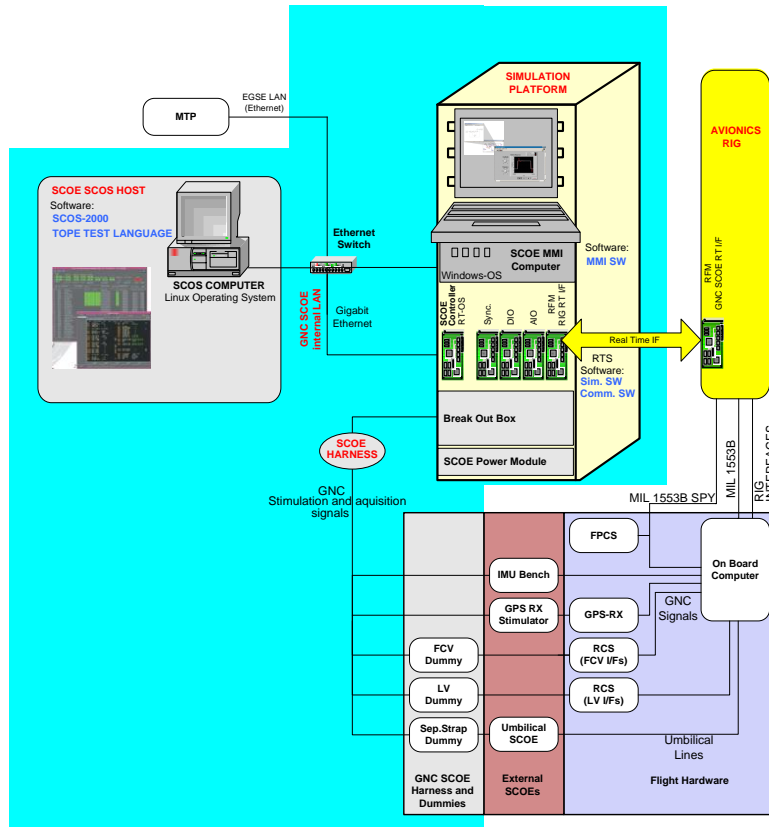 SIMULATION
PLATFORM
EGSE LAN
(Ethernet)
MTP
AVIONICS
RIG
SCOE SCOS HOST
Software:
SCOS-2000
TOPE TEST LANGUAGE
SCOS COMPUTER
Linux Operating System
Ethernet
Switch
SCOE MMI
Computer
Windows-OS
Software:
MMI SW
GNC SCOE
internal LAN
Gigabit
Ethernet
SCOE
Controller
RT-OS
Sync.
DIO
AIO
RFM
RIG RT I/F
RFM
GNC SCOE RT I/F
Real Time IF
RTS
Software:
Sim. SW
Comm. SW
Break Out Box
SCOE
HARNESS
SCOE Power Module
GNC
Stimulation and aquisition
signals
MIL 1553B SPY
MIL 1553B
RIG
INTERFACES
FPCS
On Board
Computer
IMU Bench
GPS RX
Stimulator
GPS-RX
GNC
Signals
FCV
Dummy
RCS
(FCV I/Fs)
LV
Dummy
RCS
(LV I/Fs)
Sep.Strap
Dummy
Umbilical
SCOE
Umbilical
Lines
GNC SCOE
Harness and
Dummies
External
SCOEs
Flight Hardware